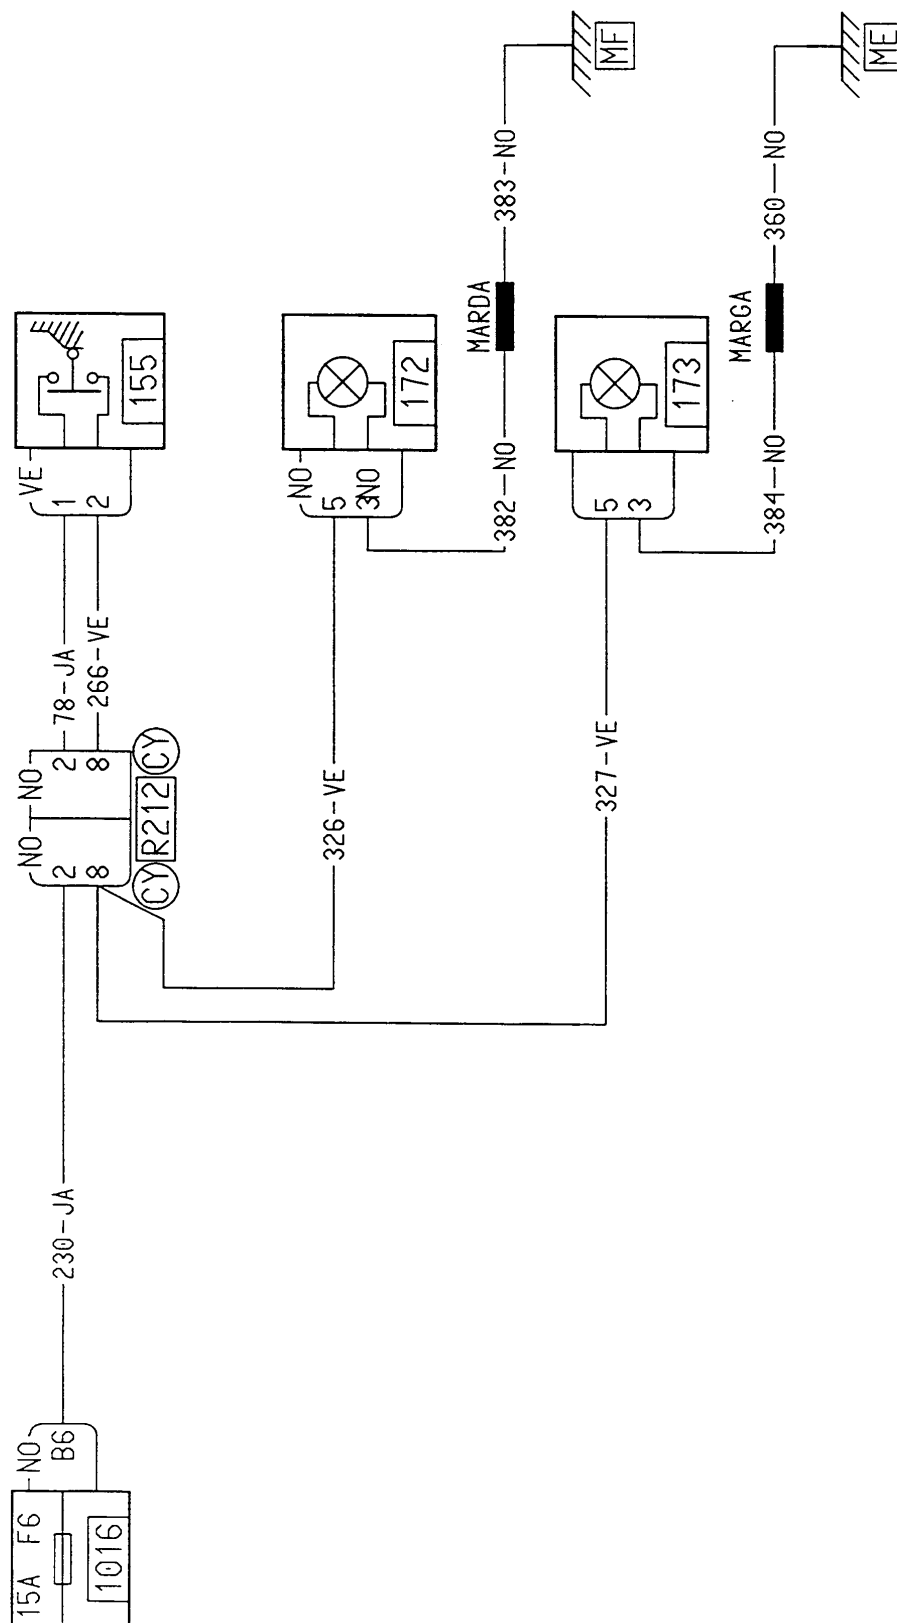 15A F6
1016
NO
B6
230-JA
NO
NO
2
8
2
8
CY
R212
CY
78-JA
266-VE
VE
1
2
155
326-VE
NO
5
3
NO
172
382-NO
MARDA
383-NO
MF
327-VE
5
3
173
384-NO
MARGA
360-NO
ME